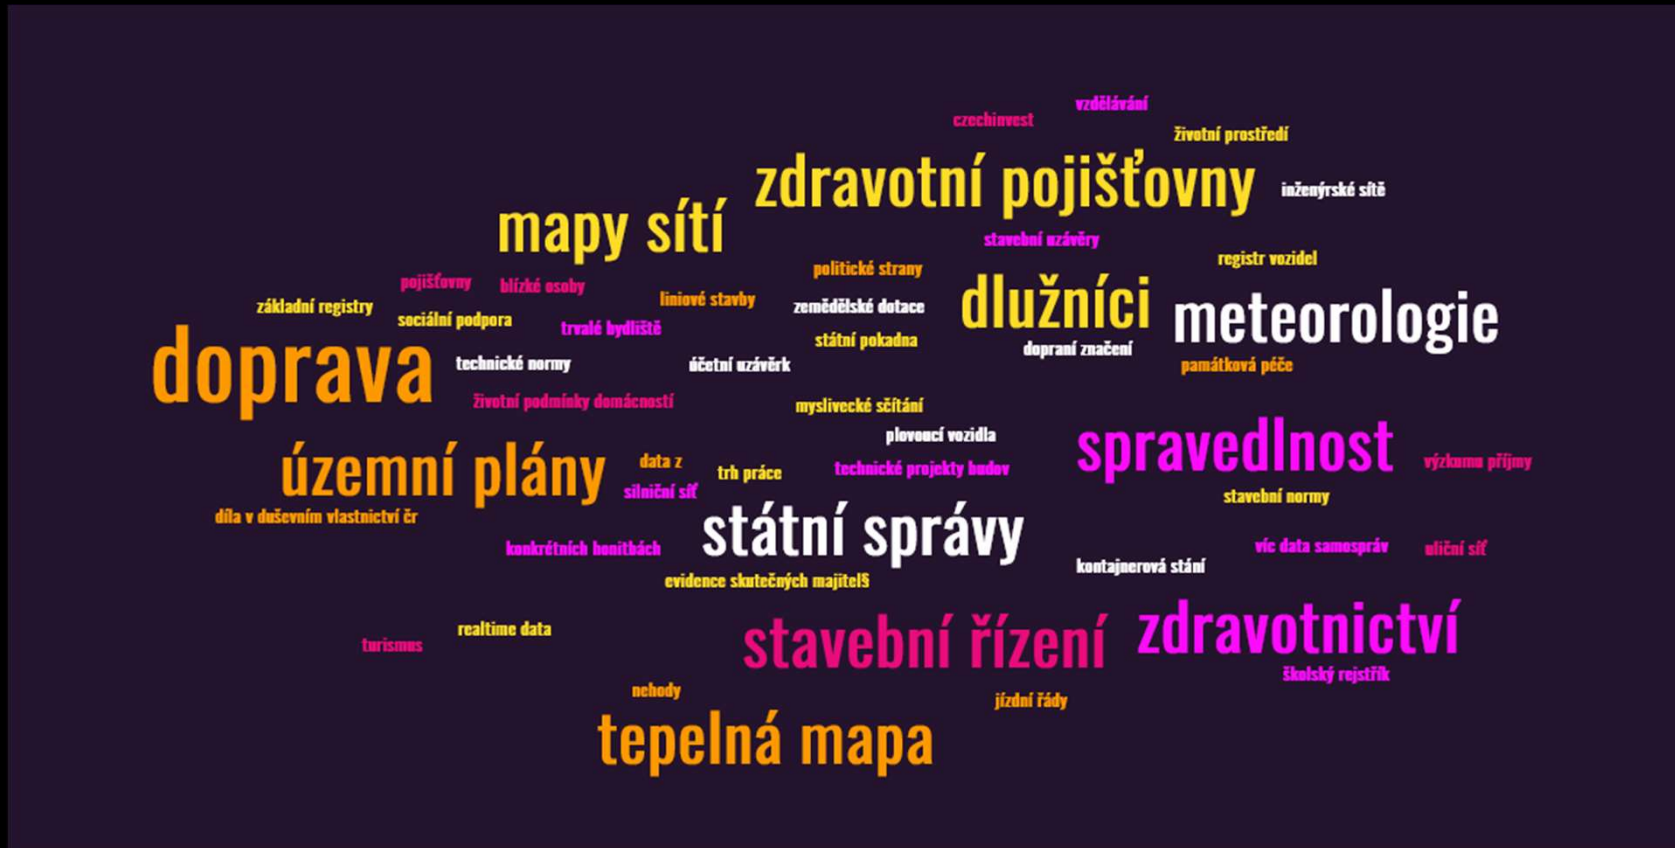 vzdělávání
czechinvest
životní prostředí
zdravotní pojišťovny
inženýrské sítě
mapy sítí
stavební uzávěry
registr vozidel
politické strany
pojišťovny
blízké osoby
liniové stavby
zemědělské dotace
dlužníci
meteorologie
základní registry
sociální podpora
trvalé bydliště
státní pokadna
dopraní značení
doprava
technické normy
účetní uzávěrk
památková péče
životní podmínky domácností
myslivecké sčítání
plovoucí vozidla
spravedlnost
územní plány
data z
trh práce
technické projekty budov
výzkumu příjmy
silniční síť
stavební normy
díla v duševním vlastnictví čr
státní správy
konkrétních honitbách
víc data samospráv
uliční síť
kontajnerová stání
evidence skutečných majitel§
realtime data
turismus
stavební řízení
zdravotnictví
školský rejstřík
nehody
jízdní řády
tepelná mapa